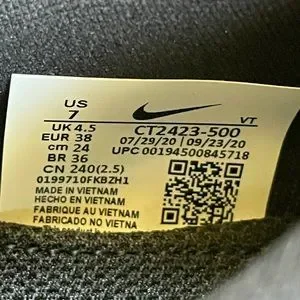 US
7
UK 4.5
EUR 38
cm 24
BR 36
CN 240(2.5)
VT
CT2423-500
07/29/20 | 09/23/20
UPC 00194500845718
0199710FKBZH1
MADE IN VIETNAM
HECHO EN VIETNAM
FABRIQUE AU VIETNAM
FABRICADO NO VIETNA